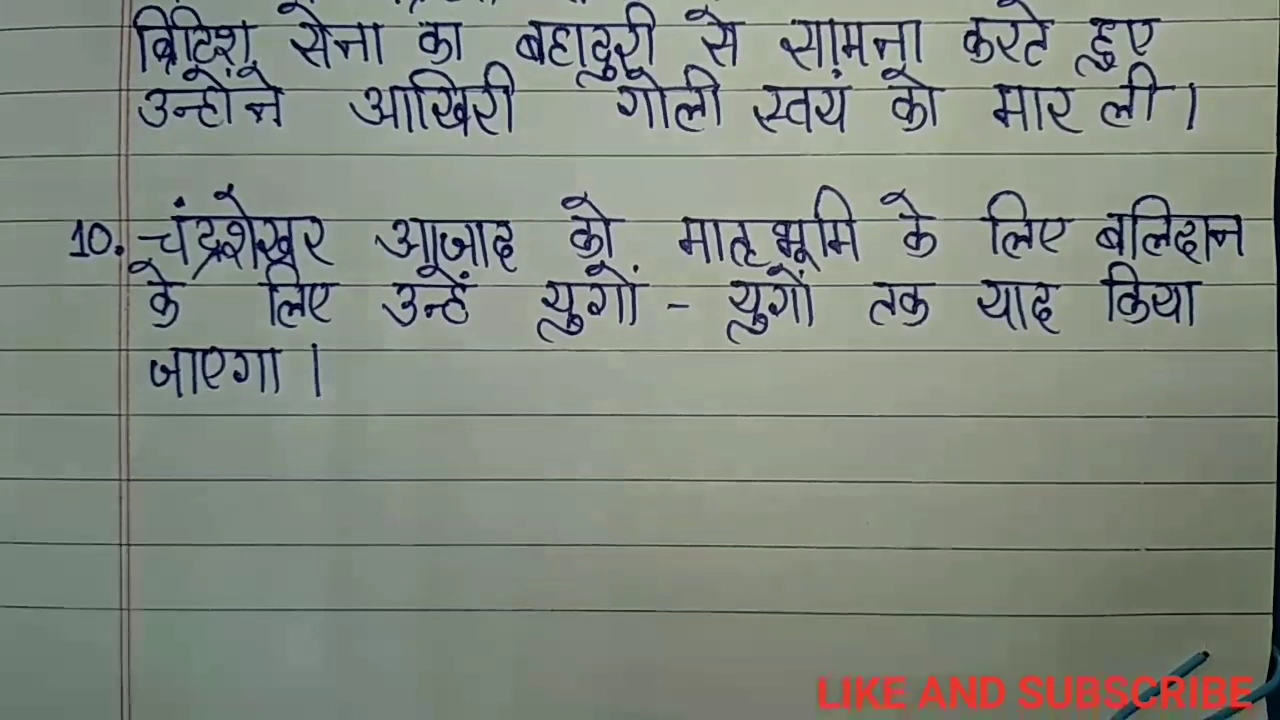 ब्रिटिश सेना का बहादुरी से सामना करते हुए
उन्होंने आखिरी गोली स्वयं को मार ली।
10. चंद्रशेखर आजाद को मातृभूमि के लिए बलिदान
के लिए उन्हें युगों - युगों तक याद किया
जाएगा।
LIKE AND SUBSCRIBE